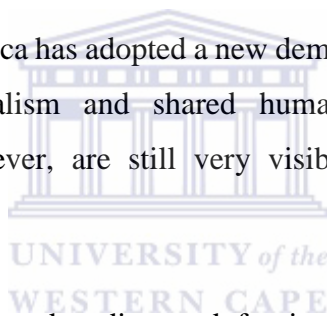 ca has adopted a new dem
alism and shared huma
ever, are still very visib
UNIVERSITY of the
WESTERN CAPE